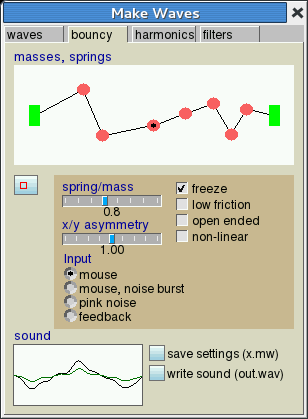 Make Waves
waves bouncy harmonics filters
masses, springs
spring/mass
0.8
x/y asymmetry
1.00
freeze
low friction
open ended
non-linear
Input
mouse
mouse, noise burst
pink noise
feedback
sound
save settings (x.mw)
write sound (out.wav)